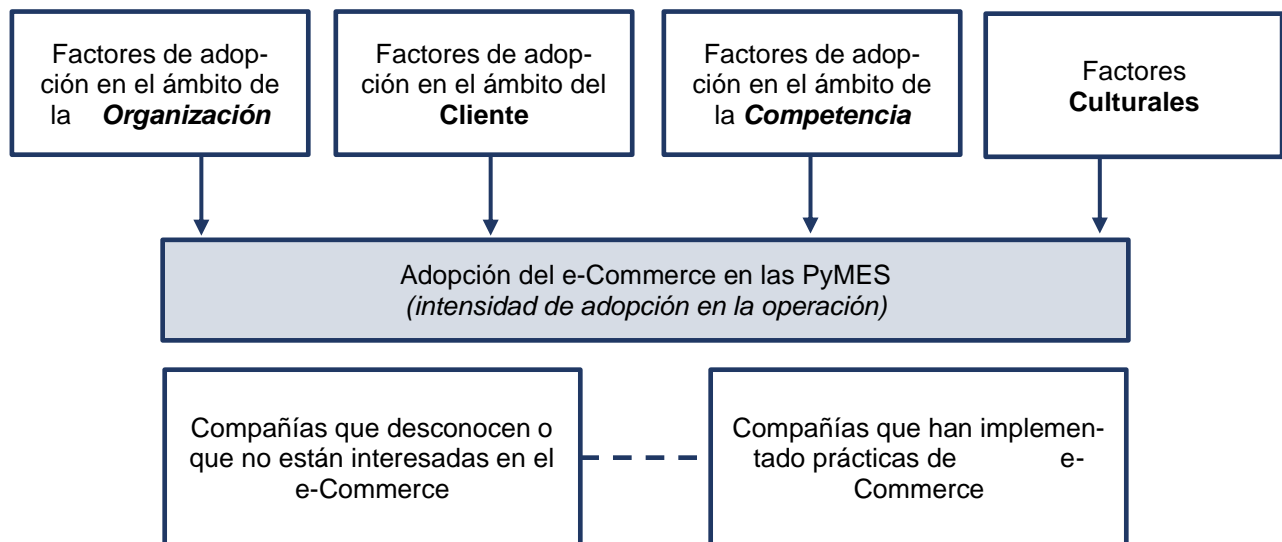 Factores de adop-
ción en el ámbito de
la Organización
Factores de adop-
ción en el ámbito del
Cliente
Factores de adop-
ción en el ámbito de
la Competencia
Factores
Culturales
Adopción del e-Commerce en las PyMES
(intensidad de adopción en la operación)
Compañías que desconocen o
que no están interesadas en el
e-Commerce
Compañías que han implemen-
tado prácticas de e-
Commerce